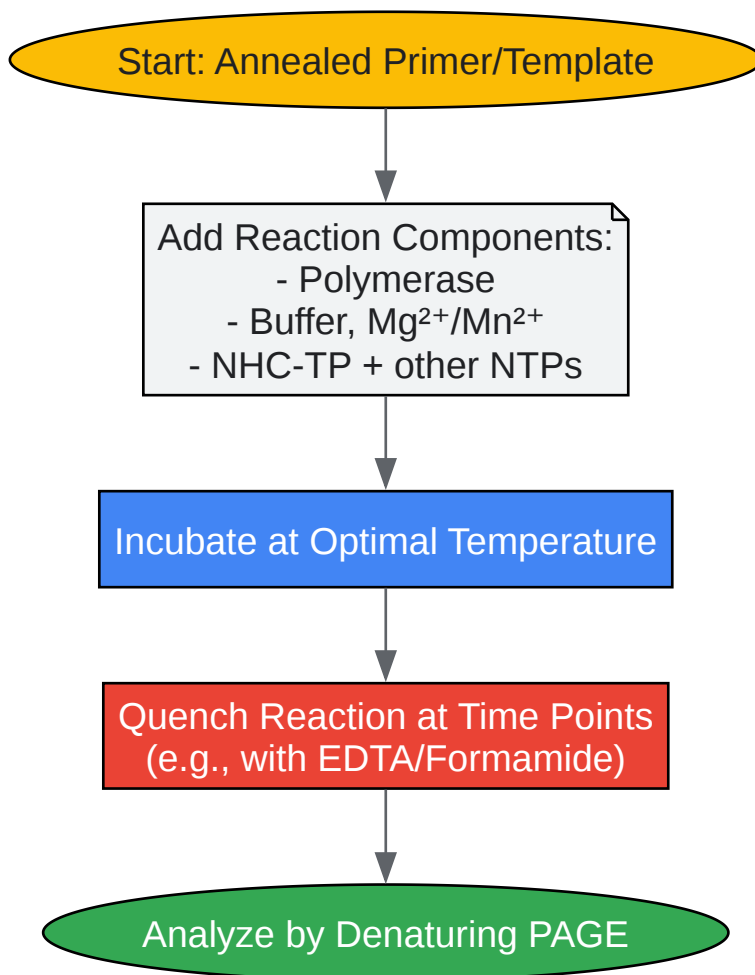 Start: Annealed Primer/Template
Add Reaction Components:
- Polymerase
- Buffer, Mg²⁺/Mn²⁺
- NHC-TP + other NTPs
Incubate at Optimal Temperature
Quench Reaction at Time Points
(e.g., with EDTA/Formamide)
Analyze by Denaturing PAGE